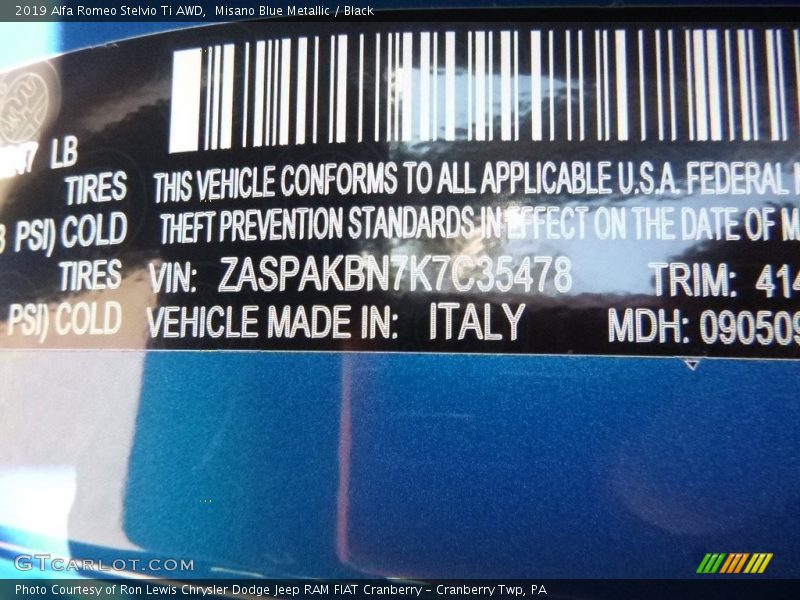 2019 Alfa Romeo Stelvio Ti AWD, Misano Blue Metallic / Black
LB
TIRES THIS VEHICLE CONFORMS TO ALL APPLICABLE U.S.A. FEDERAL
PSI) COLD THEFT PREVENTION STANDARDS IN EFFECT ON THE DATE OF M
TIRES VIN: ZASPAKBN7K7C35478 TRIM: 414
PSI) COLD VEHICLE MADE IN: ITALY MDH: 090509
GTCARLOT.COM
Photo Courtesy of Ron Lewis Chrysler Dodge Jeep RAM FIAT Cranberry – Cranberry Twp, PA